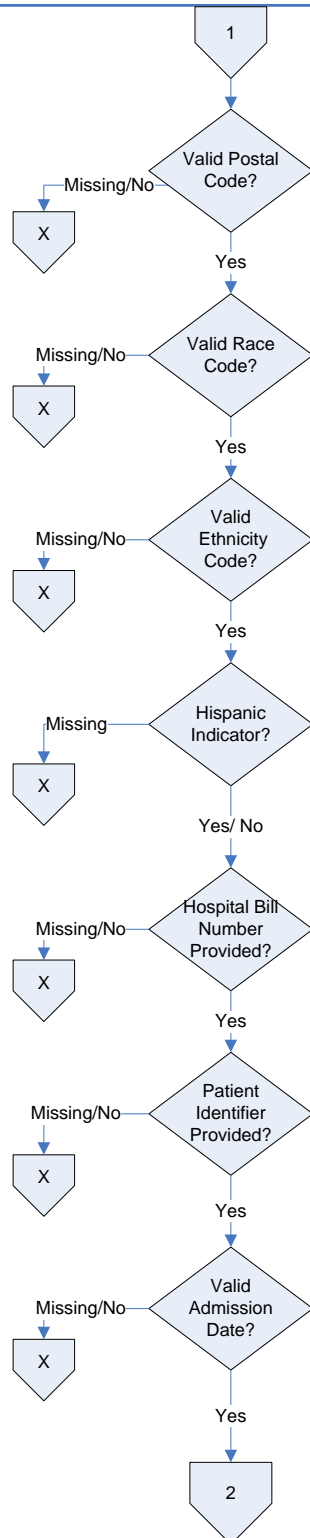 1
Valid Postal
Code?
Missing/No
X
Yes
Valid Race
Code?
Missing/No
X
Yes
Valid
Ethnicity
Code?
Missing/No
X
Yes
Hispanic
Indicator?
Missing
X
Yes/ No
Hospital Bill
Number
Provided?
Missing/No
X
Yes
Patient
Identifier
Provided?
Missing/No
X
Yes
Valid
Admission
Date?
Missing/No
X
Yes
2